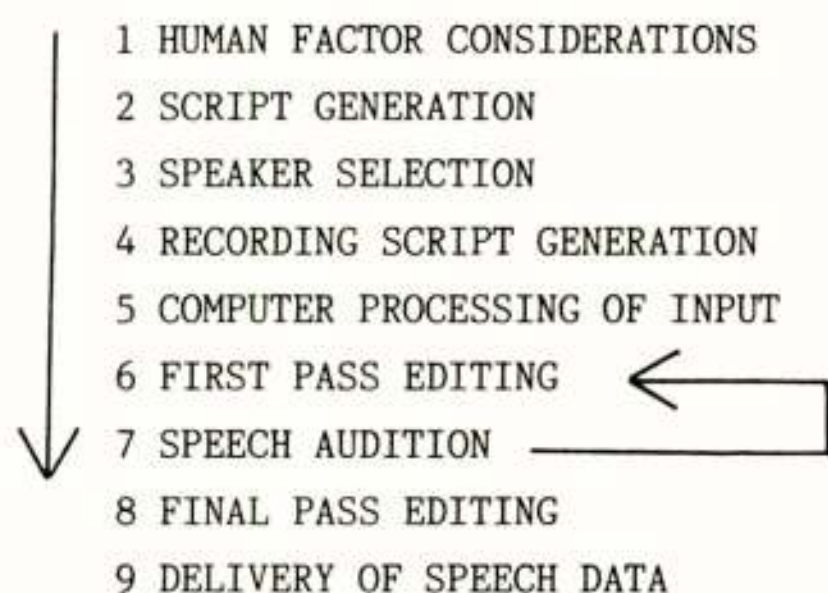 1 HUMAN FACTOR CONSIDERATIONS
2 SCRIPT GENERATION
3 SPEAKER SELECTION
4 RECORDING SCRIPT GENERATION
5 COMPUTER PROCESSING OF INPUT
6 FIRST PASS EDITING
7 SPEECH AUDITION
8 FINAL PASS EDITING
9 DELIVERY OF SPEECH DATA